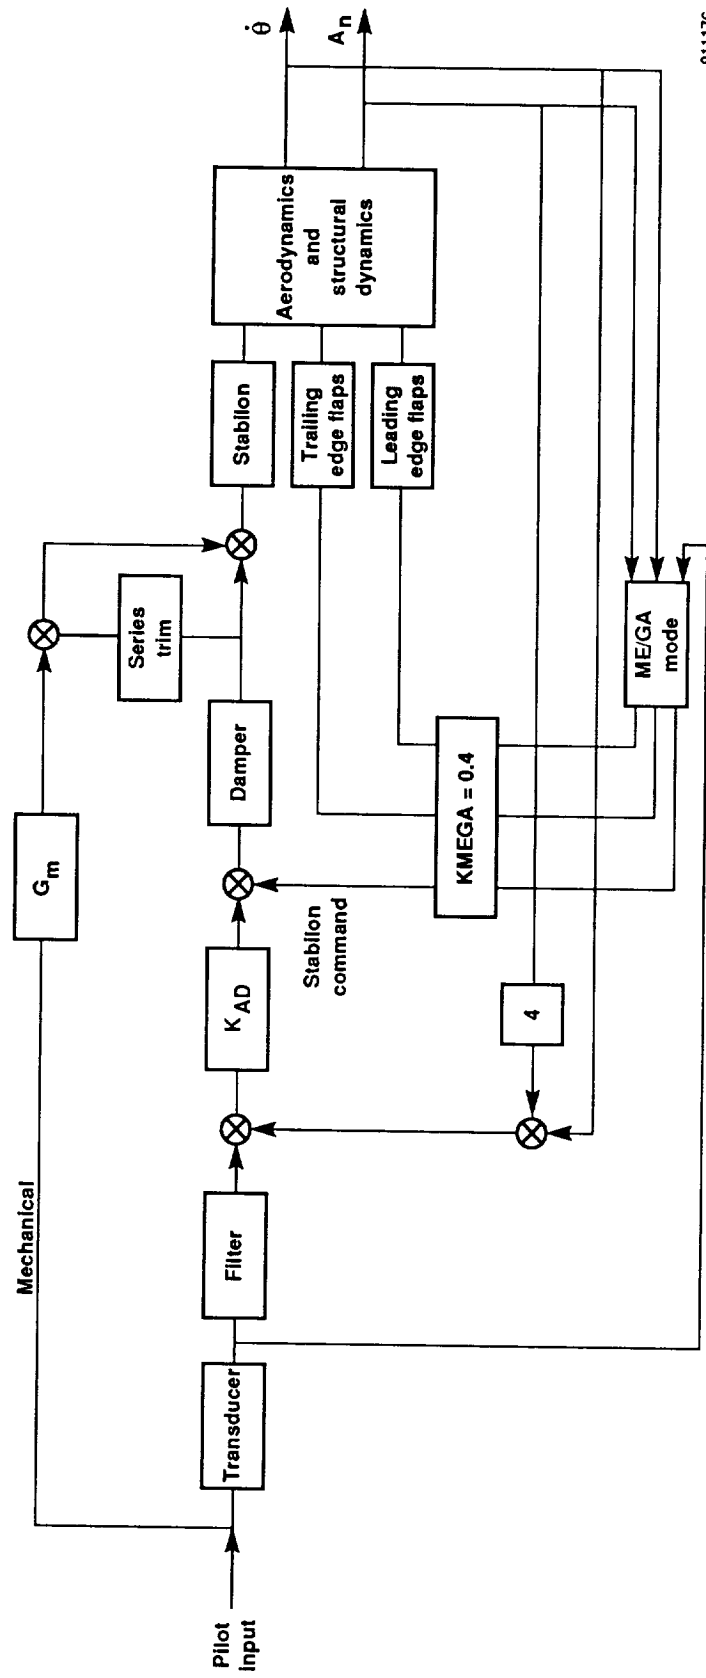 Pilot
input
Mechanical
Transducer
Filter
K AD
Stabilon
command
Damper
G m
Series
trim
Stabilon
Trailing
edge flaps
Leading
edge flaps
Aerodynamics
and
structural
dynamics
θ̇
A n
4
KMEGA = 0.4
ME/GA
mode